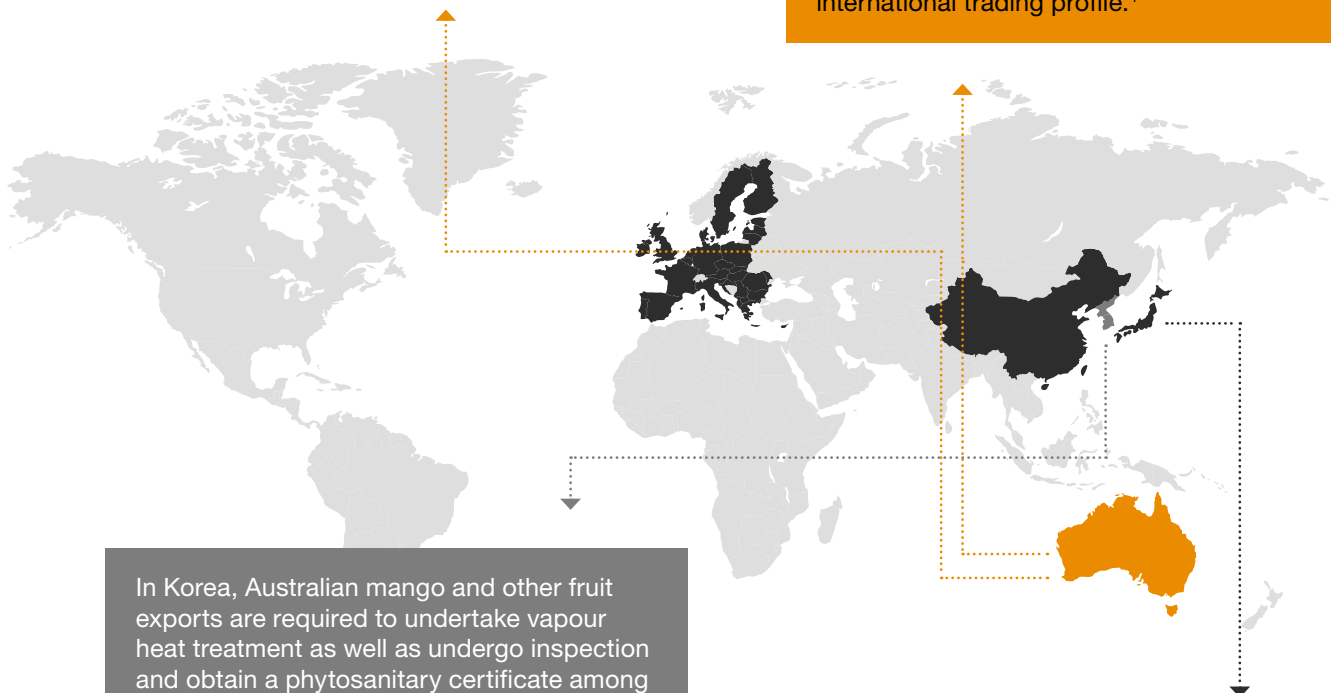 international trading profile.¹
In Korea, Australian mango and other fruit
exports are required to undertake vapour
heat treatment as well as undergo inspection
and obtain a phytosanitary certificate among